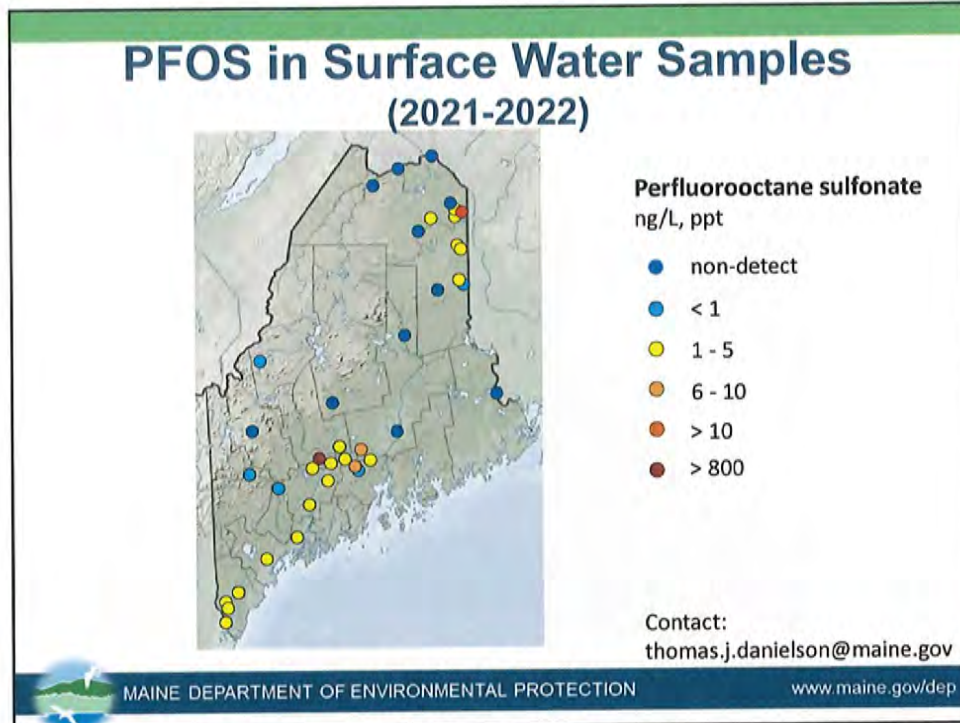 PFOS in Surface Water Samples
(2021-2022)
Perfluorooctane sulfonate
ng/L, ppt
non-detect
< 1
1 - 5
6 - 10
> 10
> 800
Contact:
thomas.j.danielson@maine.gov
MAINE DEPARTMENT OF ENVIRONMENTAL PROTECTION
www.maine.gov/dep